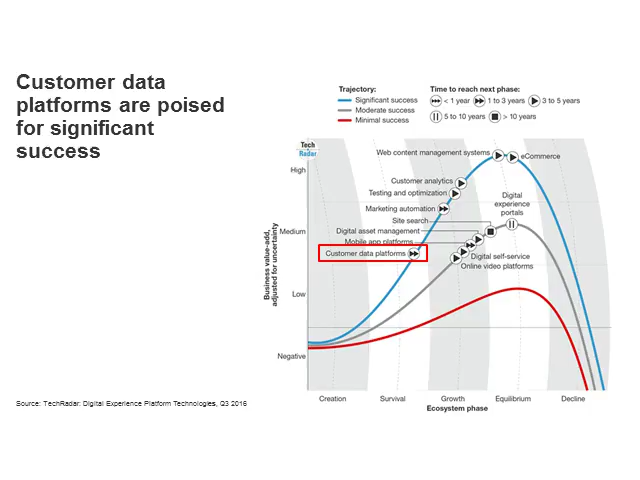 Customer data
platforms are poised
for significant
success
Trajectory:
Significant success
Moderate success
Minimal success
Time to reach next phase:
< 1 year
1 to 3 years
3 to 5 years
5 to 10 years
> 10 years
Tech
Radar
Business value-add,
adjusted for uncertainty
High
Medium
Low
Negative
Web content management systems
eCommerce
Customer analytics
Testing and optimization
Marketing automation
Site search
Digital asset management
Mobile app platforms
Customer data platforms
Digital
experience
portals
Digital self-service
Online video platforms
Creation
Survival
Growth
Equilibrium
Decline
Ecosystem phase
Source: TechRadar: Digital Experience Platform Technologies, Q3 2016